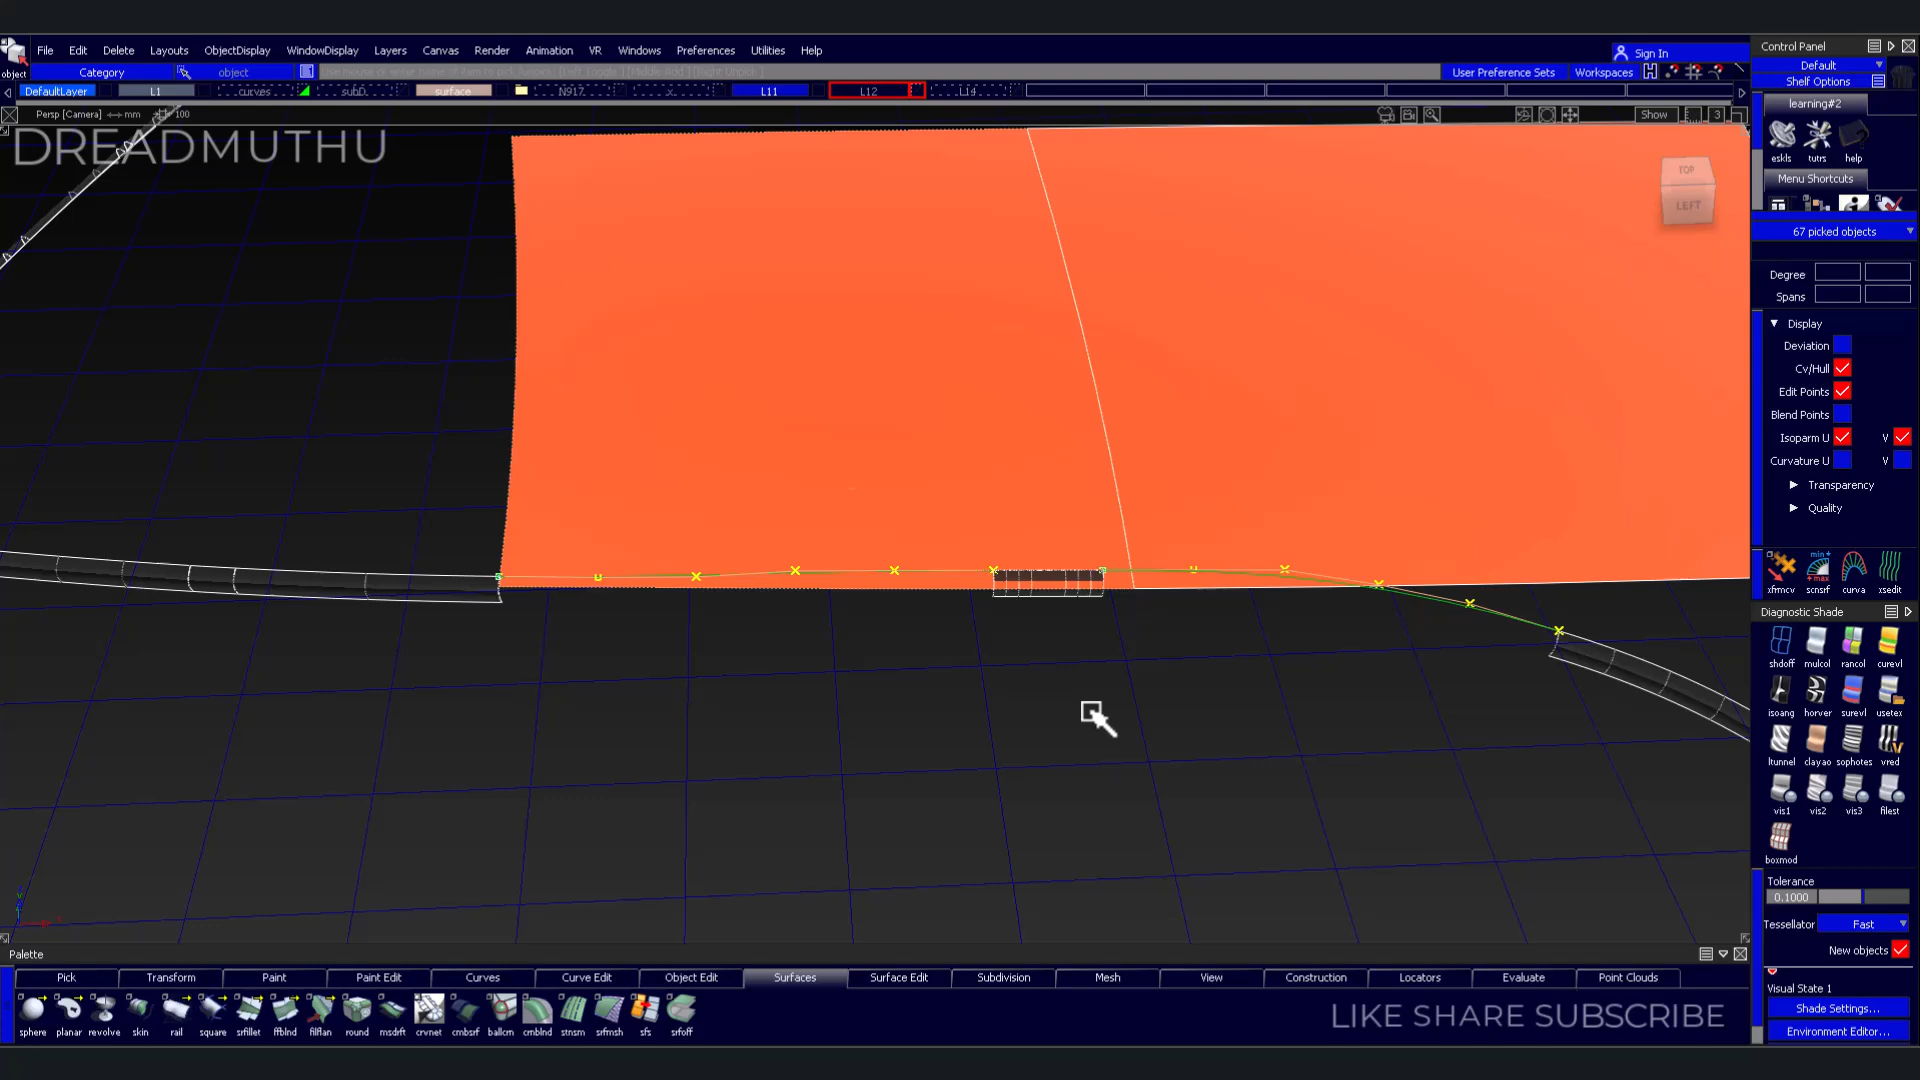 File Edit Delete Layouts ObjectDisplay WindowDisplay Layers Canvas Render Animation VR Windows Preferences Utilities Help
Sign In
object
Category
object
User Preference Sets
Workspaces
DefaultLayer
L1
curves
subD
surface
N917
x
L11
L12
L14
Persp [Camera]
mm
100
Show
3
DREADMUTHU
TOP
LEFT
Control Panel
Default
Shelf Options
learning#2
eskls tutrs help
Menu Shortcuts
67 picked objects
Degree
Spans
Display
Deviation
Cv/Hull
Edit Points
Blend Points
Isoparm U V
Curvature U V
Transparency
Quality
xfrmcv scnsrf curva xsedit
Diagnostic Shade
shdoff mulcol rancol curevl
isoang horver surevl usetex
ltunnel clayao sophotes vred
vis1 vis2 vis3 filest
boxmod
Tolerance
0.1000
Tessellator Fast
New objects
Visual State 1
Shade Settings...
Environment Editor...
Palette
Pick Transform Paint Paint Edit Curves Curve Edit Object Edit Surfaces Surface Edit Subdivision Mesh View Construction Locators Evaluate Point Clouds
sphere planar revolve skin rail square srfillet ffblnd filflan round msdrft crvnet cmbsrf ballcrn cmblnd stnsm srfmsh sfs srfoff
LIKE SHARE SUBSCRIBE